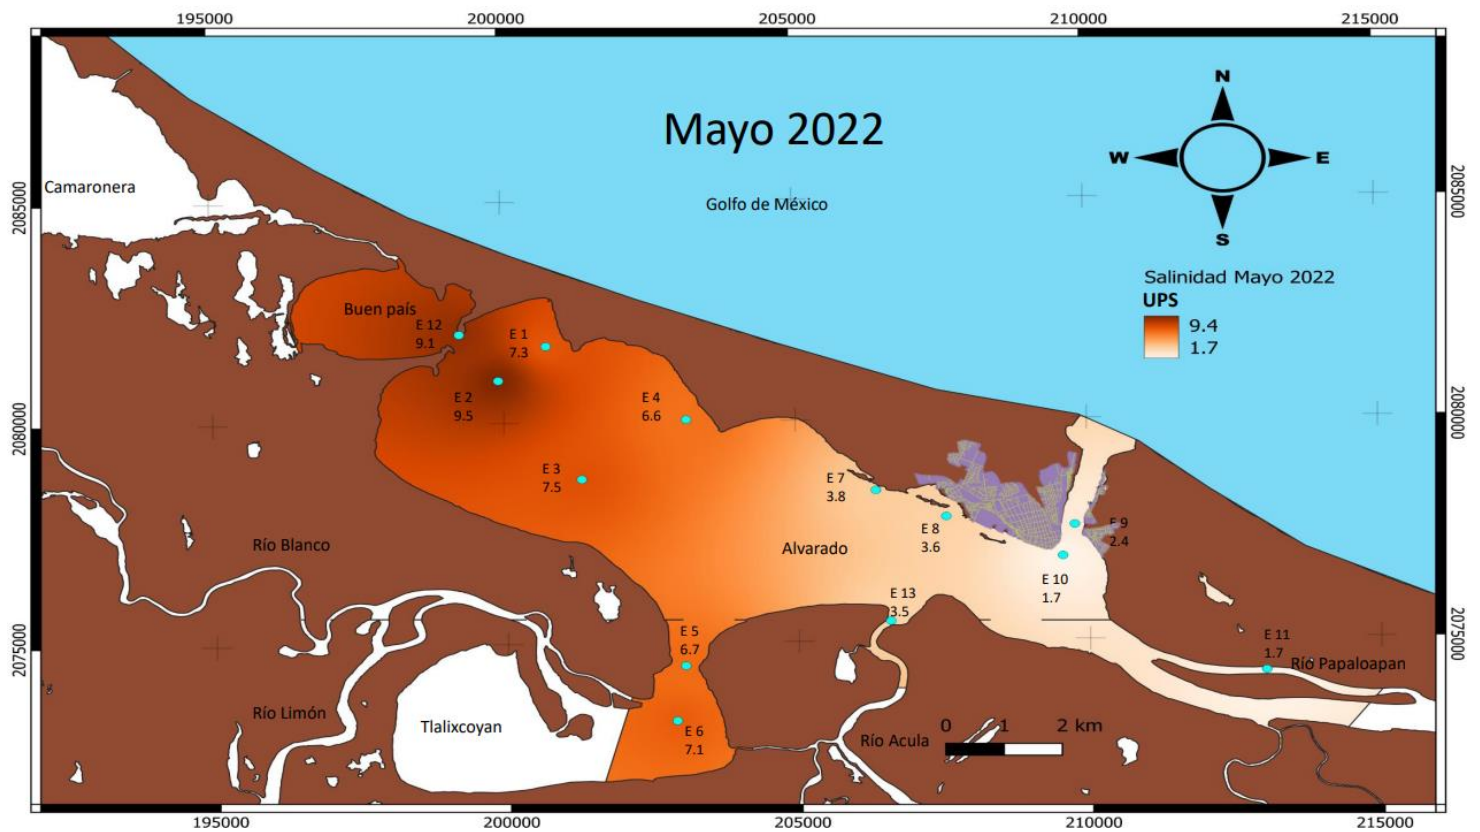 195000
200000
205000
210000
215000
Mayo 2022
N
W
E
S
Camaronera
Golfo de México
2085000
2085000
Salinidad Mayo 2022
UPS
9.4
1.7
Buen país
E 12
9.1
E 1
7.3
E 2
9.5
E 4
6.6
2080000
2080000
E 3
7.5
E 7
3.8
E 8
3.6
E 9
2.4
Río Blanco
Alvarado
E 10
1.7
E 13
3.5
E 5
6.7
E 11
1.7
Río Papaloapan
2075000
2075000
Río Limón
Tlalixcoyan
E 6
7.1
Río Acula
0 1 2 km
195000
200000
205000
210000
215000